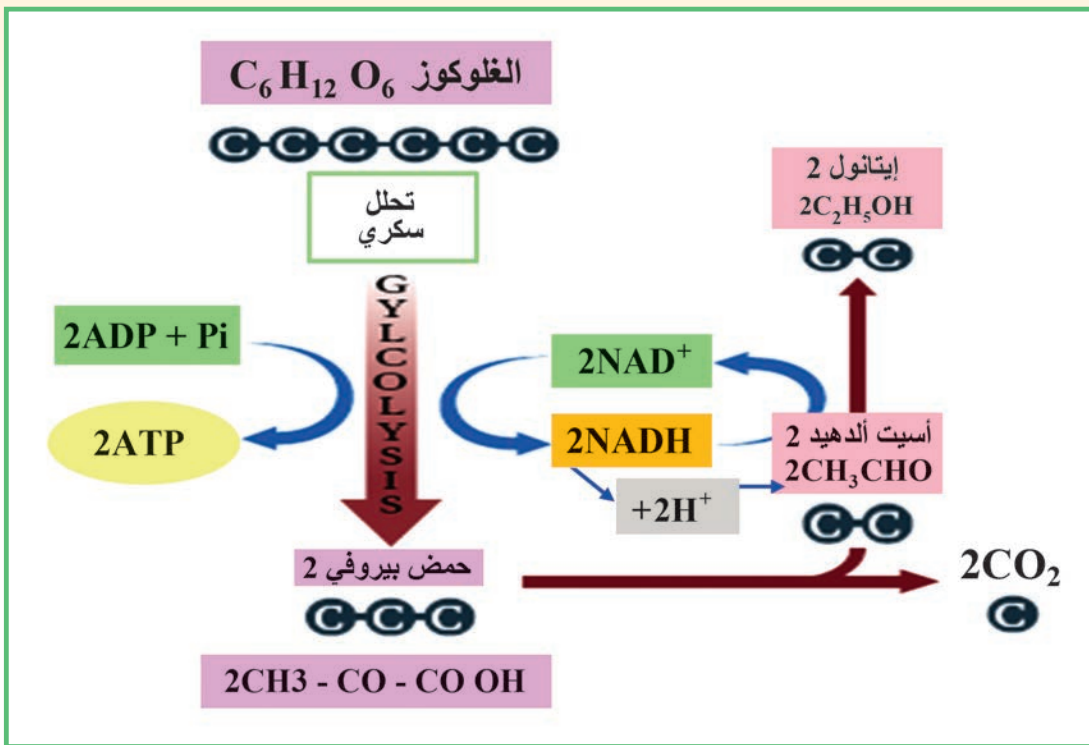 الغلوكوز C₆ H₁₂ O₆
C C C C C C
تحلل
سكري
GYLCOLYSIS
2ADP + Pi
2ATP
2NAD⁺
2NADH
+2H⁺
إيتانول 2
2C₂H₅OH
C C
أسيت ألدهيد 2
2CH₃CHO
C C
2CO₂
C
حمض بيروفي 2
C C C
2CH3 - CO - CO OH